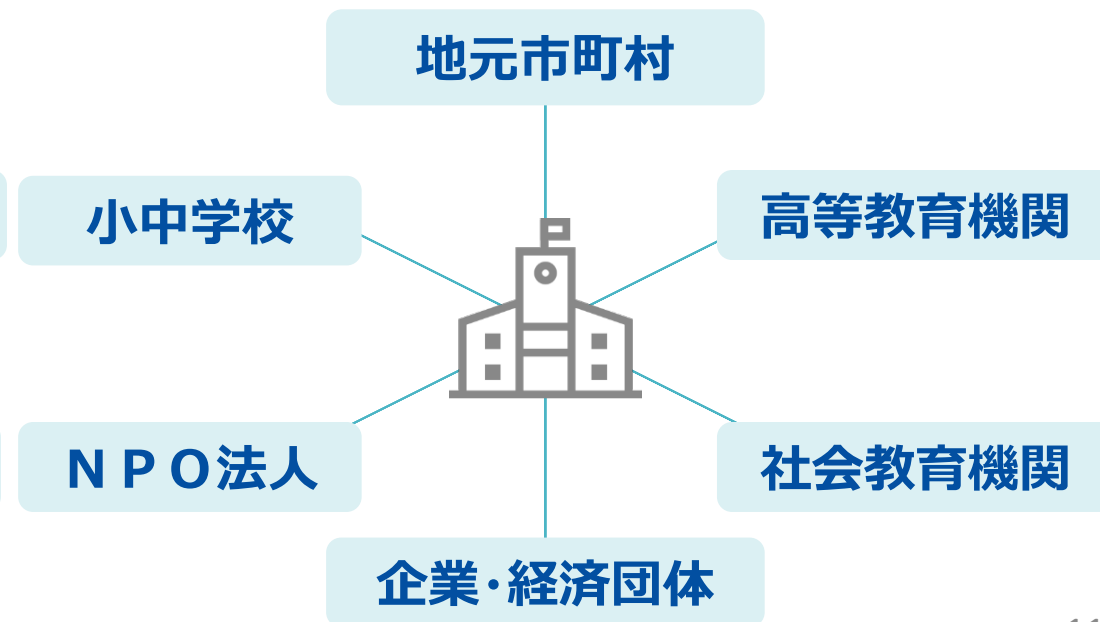 地元市町村
小中学校
高等教育機関
ＮＰＯ法人
社会教育機関
企業・経済団体